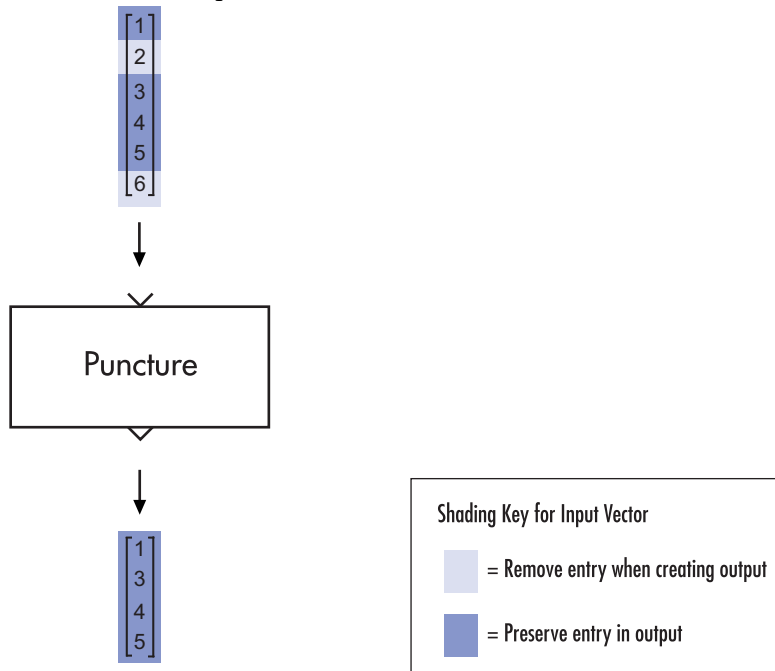 1
2
3
4
5
6
Puncture
1
3
4
5
Shading Key for Input Vector
= Remove entry when creating output
= Preserve entry in output